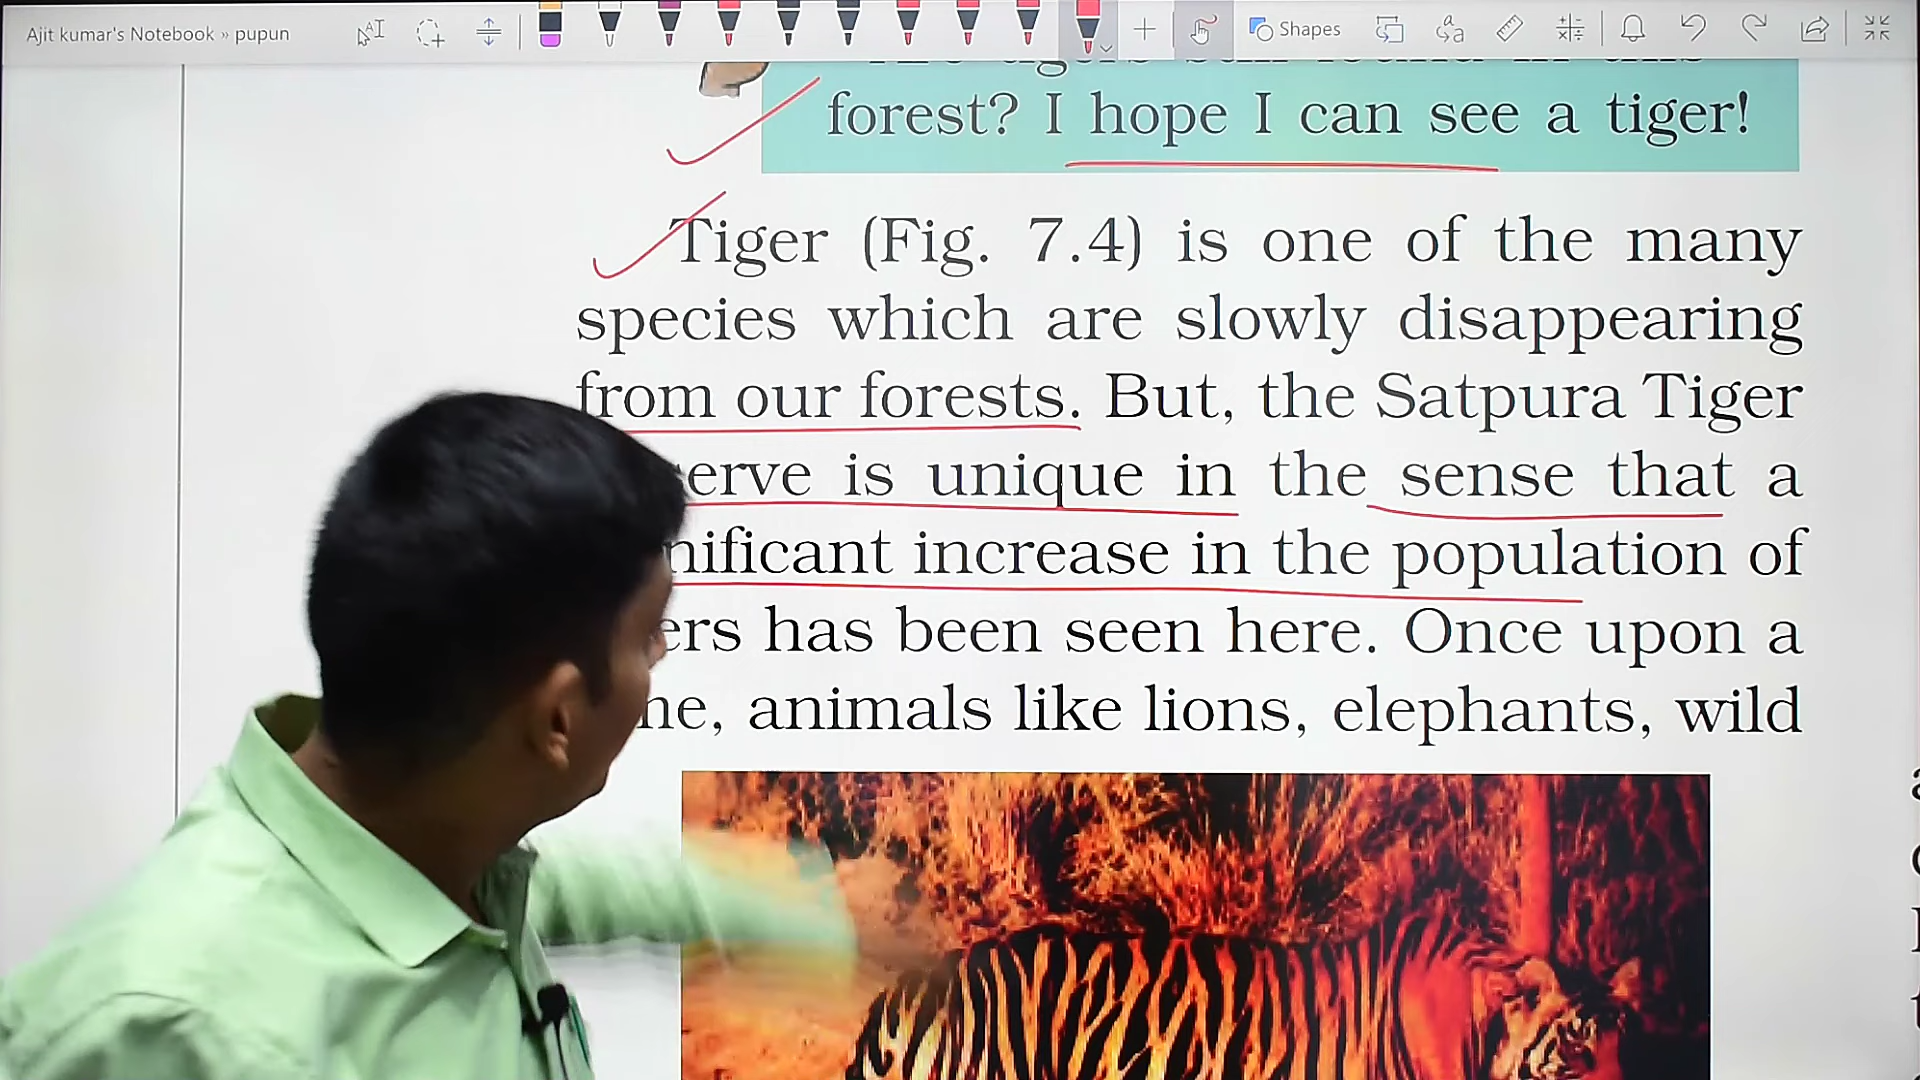 Ajit kumar's Notebook » pupun
Shapes
forest? I hope I can see a tiger!
Tiger (Fig. 7.4) is one of the many
species which are slowly disappearing
from our forests. But, the Satpura Tiger
serve is unique in the sense that a
nificant increase in the population of
ers has been seen here. Once upon a
me, animals like lions, elephants, wild